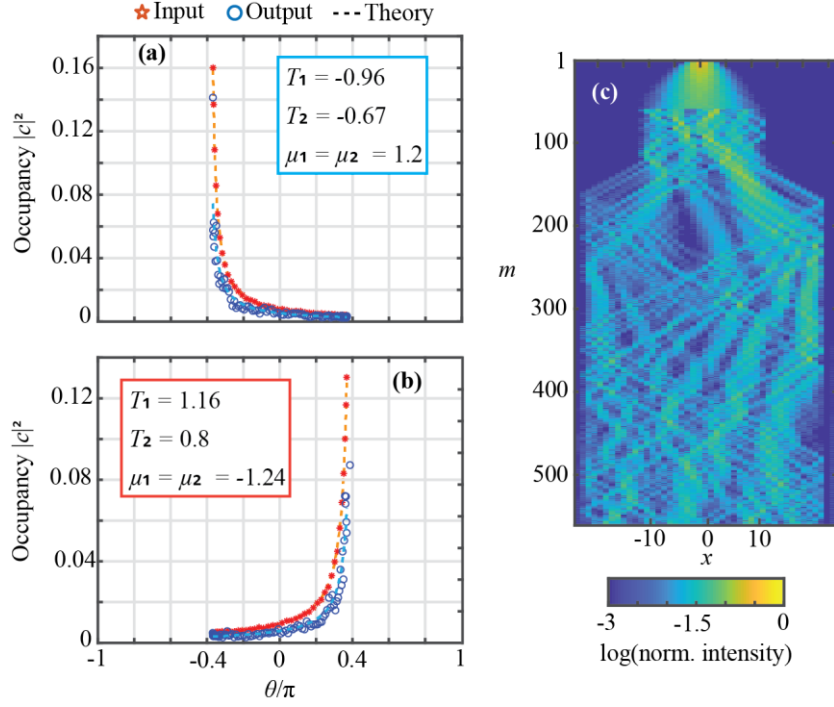 Input Output Theory
(a)
0.16
0.12
0.08
0.04
0
Occupancy |c|²
T₁ = -0.96
T₂ = -0.67
μ₁ = μ₂ = 1.2
(b)
0.12
0.08
0.04
0
Occupancy |c|²
T₁ = 1.16
T₂ = 0.8
μ₁ = μ₂ = -1.24
-1 -0.4 0 0.4 1
θ/π
(c)
1
100
200
300
400
500
m
-10 0 10
x
-3 -1.5 0
log(norm. intensity)